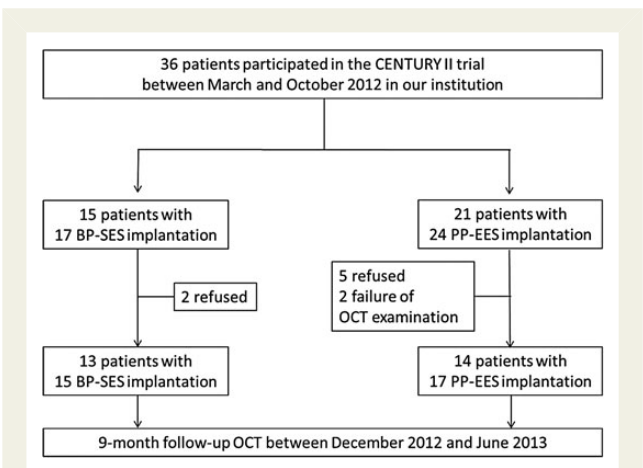 36 patients participated in the CENTURY II trial
between March and October 2012 in our institution
15 patients with
17 BP-SES implantation
21 patients with
24 PP-EES implantation
2 refused
5 refused
2 failure of
OCT examination
13 patients with
15 BP-SES implantation
14 patients with
17 PP-EES implantation
9-month follow-up OCT between December 2012 and June 2013